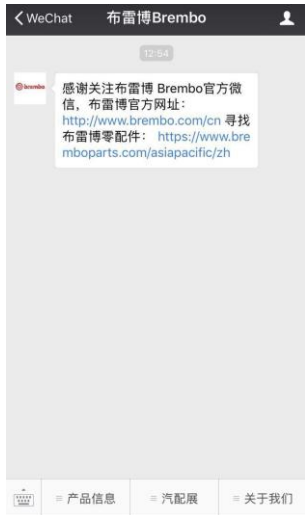 WeChat 布雷博Brembo
12:54
brembo
感谢关注布雷博 Brembo官方微
信，布雷博官方网址：
http://www.brembo.com/cn 寻找
布雷博零配件： https://www.bre
mboparts.com/asiapacific/zh
产品信息 汽配展 关于我们